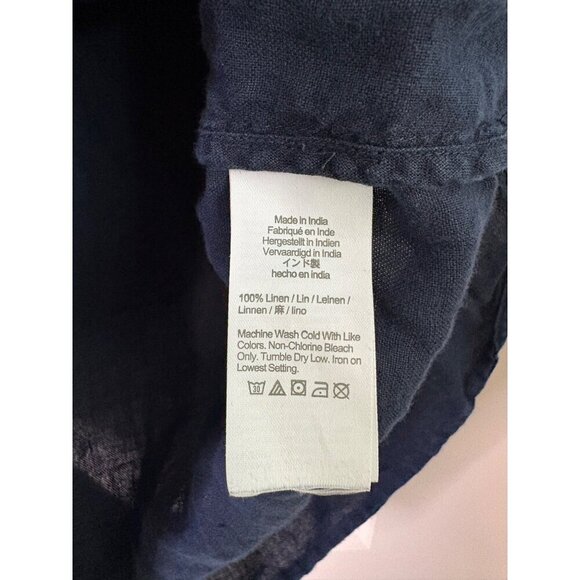 Made in India
Fabriqué en Inde
Hergestellt in Indien
Vervaardigd in India
インド製
hecho en india
100% Linen / Lin / Leinen /
Linnen / 麻 / lino
Machine Wash Cold With Like
Colors. Non-Chlorine Bleach
Only. Tumble Dry Low. Iron on
Lowest Setting.
30